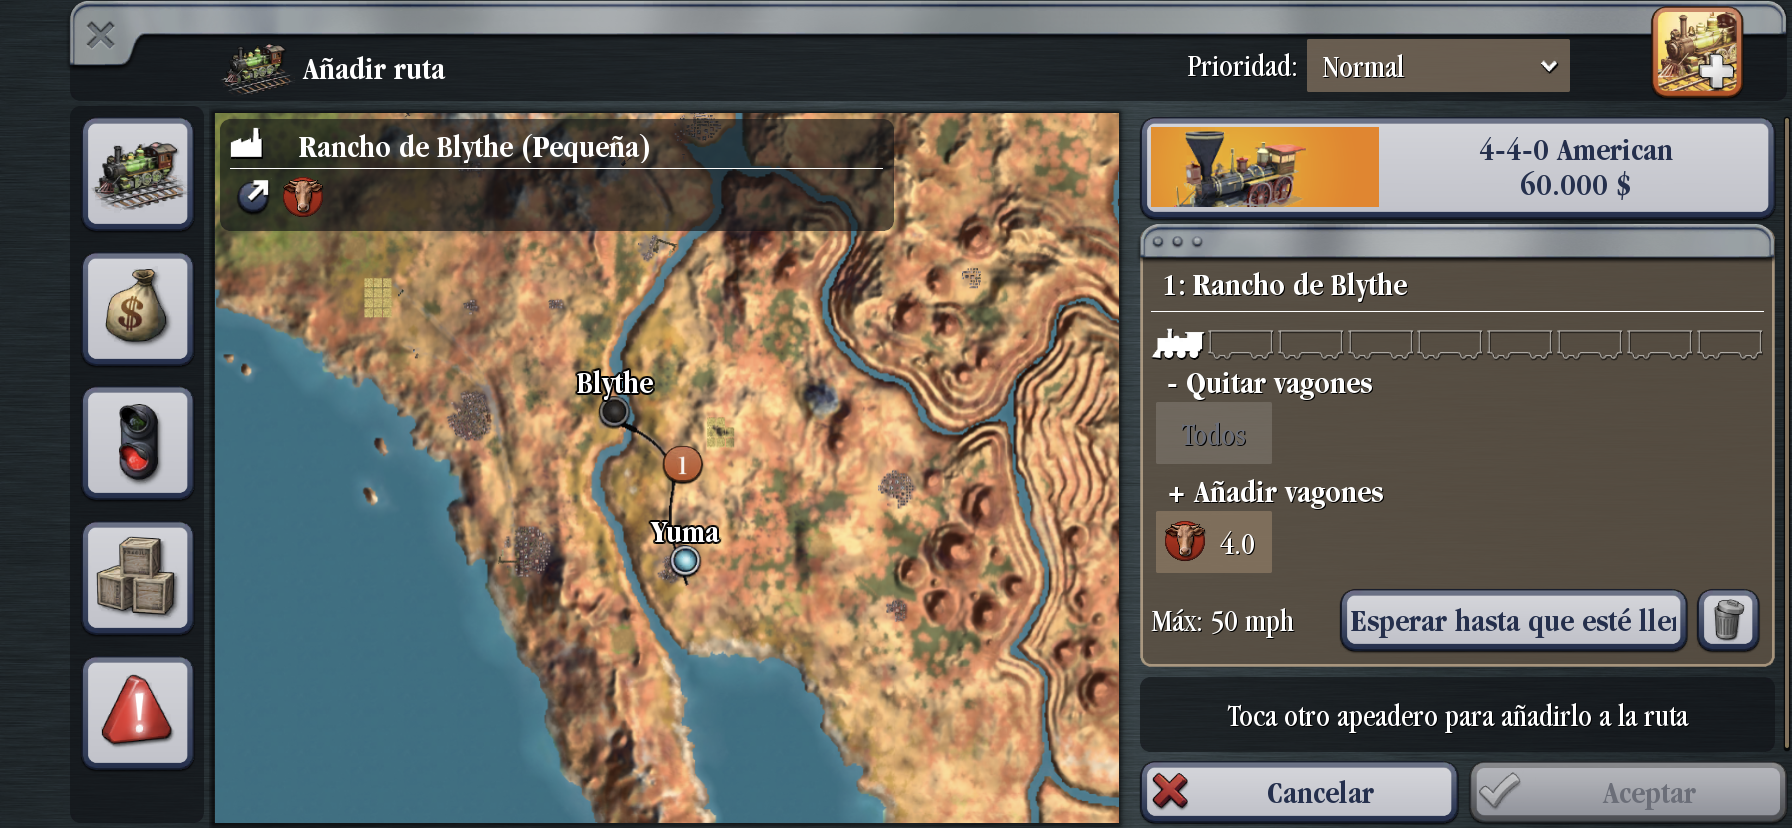 Añadir ruta
Prioridad:
Normal
Rancho de Blythe (Pequeña)
Blythe
1
Yuma
4-4-0 American
60.000 $
1: Rancho de Blythe
- Quitar vagones
Todos
+ Añadir vagones
4.0
Máx: 50 mph
Esperar hasta que esté ller
Toca otro apeadero para añadirlo a la ruta
Cancelar
Aceptar